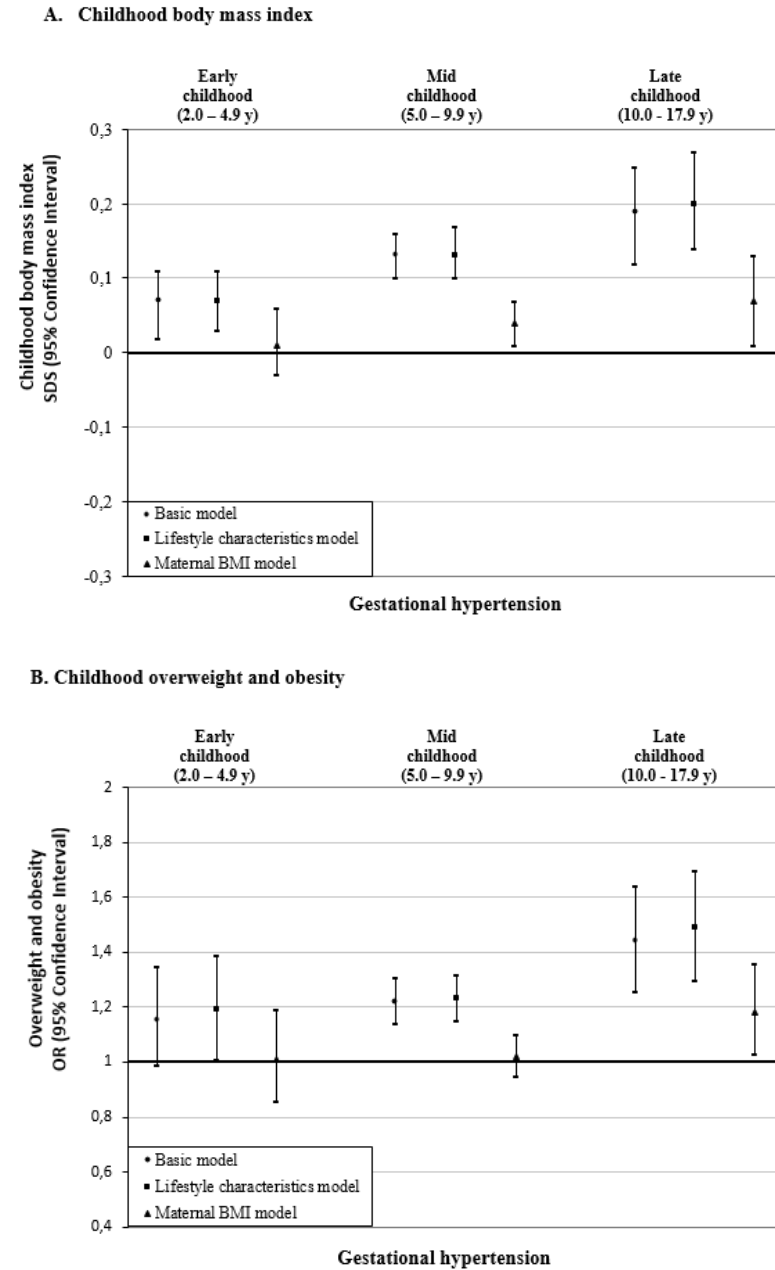 A. Childhood body mass index
Early
childhood
(2.0 – 4.9 y)
Mid
childhood
(5.0 – 9.9 y)
Late
childhood
(10.0 - 17.9 y)
Childhood body mass index
SDS (95% Confidence Interval)
0,3
0,2
0,1
0
-0,1
-0,2
-0,3
Basic model
Lifestyle characteristics model
Maternal BMI model
Gestational hypertension
B. Childhood overweight and obesity
Early
childhood
(2.0 – 4.9 y)
Mid
childhood
(5.0 – 9.9 y)
Late
childhood
(10.0 - 17.9 y)
Overweight and obesity
OR (95% Confidence Interval)
2
1,8
1,6
1,4
1,2
1
0,8
0,6
0,4
Basic model
Lifestyle characteristics model
Maternal BMI model
Gestational hypertension